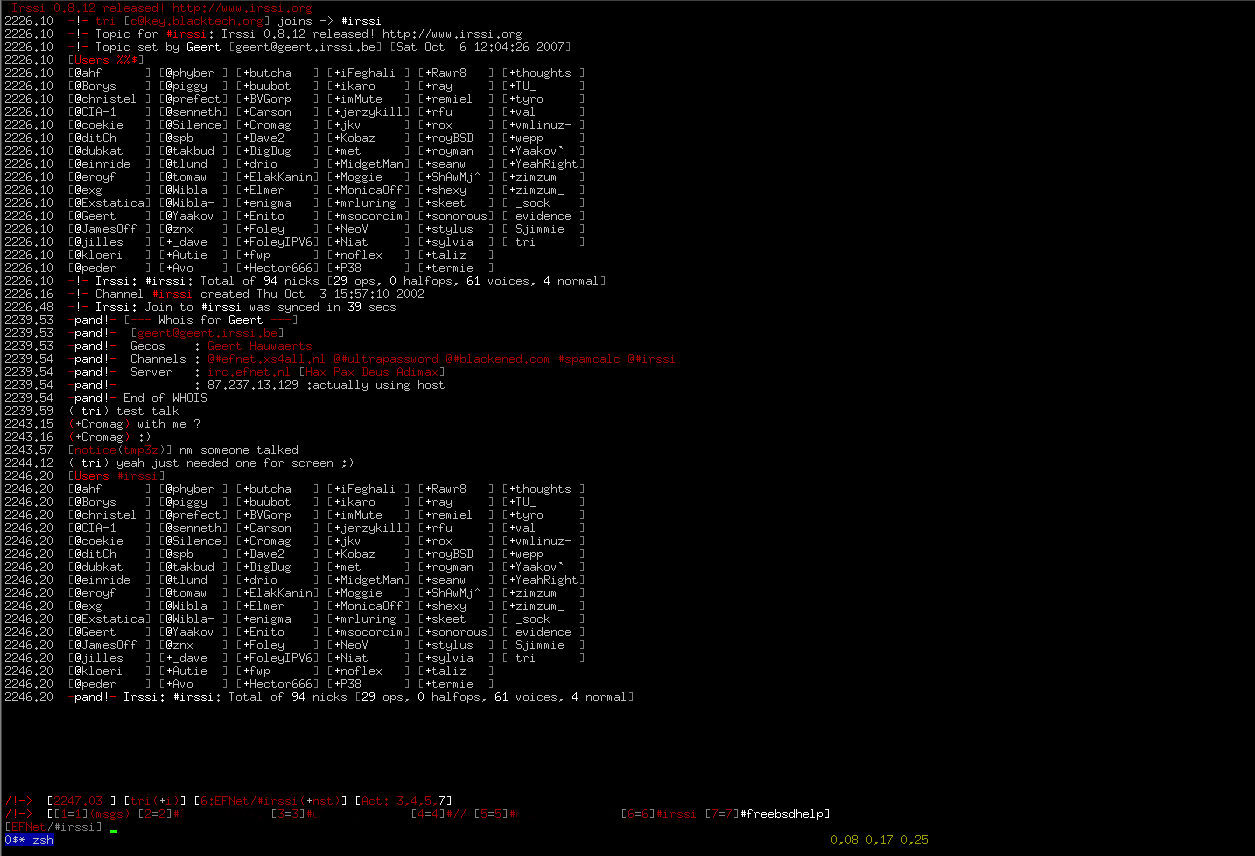 Irssi 0.8.12 released! http://www.irssi.org
2226.10 -!- tri [c@key.blacktech.org] joins -> #irssi
2226.10 -!- Topic for #irssi: Irssi 0.8.12 released! http://www.irssi.org
2226.10 -!- Topic set by Geert [geert@geert.irssi.be] [Sat Oct  6 12:04:26 2007]
2226.10 [Users %%$]
2226.10 [@ahf      ] [@phyber ] [+butcha   ] [+iFeghali ] [+Rawr8   ] [+thoughts ]
2226.10 [@Borys    ] [@piggy  ] [+buubot   ] [+ikaro    ] [+ray     ] [+TU_      ]
2226.10 [@christel ] [@prefect] [+BVGorp   ] [+imMute   ] [+remiel  ] [+tyro     ]
2226.10 [@CIA-1    ] [@senneth] [+Carson   ] [+jerzykill] [+rfu     ] [+val      ]
2226.10 [@coekie   ] [@Silence] [+Cromag   ] [+jkv      ] [+rox     ] [+vmlinuz- ]
2226.10 [@ditCh    ] [@spb    ] [+Dave2    ] [+Kobaz    ] [+royBSD  ] [+wepp     ]
2226.10 [@dubkat   ] [@takbud ] [+DigDug   ] [+met      ] [+royman  ] [+Yaakov`  ]
2226.10 [@einride  ] [@tlund  ] [+drio     ] [+MidgetMan] [+seanw   ] [+YeahRight]
2226.10 [@eroyf    ] [@tomaw  ] [+ElakKanin] [+Moggie   ] [+ShAwMj^ ] [+zimzum   ]
2226.10 [@exg      ] [@Wibla  ] [+Elmer    ] [+MonicaOff] [+shexy   ] [+zimzum_  ]
2226.10 [@Exstatica] [@Wibla- ] [+enigma   ] [+mrluring ] [+skeet   ] [ _sock    ]
2226.10 [@Geert    ] [@Yaakov ] [+Enito    ] [+msocorcim] [+sonorous] [ evidence ]
2226.10 [@JamesOff ] [@znx    ] [+Foley    ] [+NeoV     ] [+stylus  ] [ Sjimmie  ]
2226.10 [@jilles   ] [+_dave  ] [+FoleyIPV6] [+Niat     ] [+sylvia  ] [ tri      ]
2226.10 [@kloeri   ] [+Autie  ] [+fwp      ] [+noflex   ] [+taliz   ]
2226.10 [@peder    ] [+Avo    ] [+Hector666] [+P38      ] [+termie  ]
2226.10 -!- Irssi: #irssi: Total of 94 nicks [29 ops, 0 halfops, 61 voices, 4 normal]
2226.16 -!- Channel #irssi created Thu Oct  3 15:57:10 2002
2226.48 -!- Irssi: Join to #irssi was synced in 39 secs
2239.53 -pand!- [--- Whois for Geert ---]
2239.53 -pand!-  [geert@geert.irssi.be]
2239.53 -pand!-  Gecos    : Geert Hauwaerts
2239.54 -pand!-  Channels : @#efnet.xs4all.nl @#ultrapassword @#blackened.com #spamoalc @#irssi
2239.54 -pand!-  Server   : irc.efnet.nl [Hax Pax Deus Adimax]
2239.54 -pand!-           : 87.237.13.129 :actually using host
2239.54 -pand!- End of WHOIS
2239.59 ( tri) test talk
2243.15 (+Cromag) with me ?
2243.16 (+Cromag) :)
2243.57 [notice(tmp3z)] nm someone talked
2244.12 ( tri) yeah just needed one for screen ;)
2246.20 [Users #irssi]
2246.20 [@ahf      ] [@phyber ] [+butcha   ] [+iFeghali ] [+Rawr8   ] [+thoughts ]
2246.20 [@Borys    ] [@piggy  ] [+buubot   ] [+ikaro    ] [+ray     ] [+TU_      ]
2246.20 [@christel ] [@prefect] [+BVGorp   ] [+imMute   ] [+remiel  ] [+tyro     ]
2246.20 [@CIA-1    ] [@senneth] [+Carson   ] [+jerzykill] [+rfu     ] [+val      ]
2246.20 [@coekie   ] [@Silence] [+Cromag   ] [+jkv      ] [+rox     ] [+vmlinuz- ]
2246.20 [@ditCh    ] [@spb    ] [+Dave2    ] [+Kobaz    ] [+royBSD  ] [+wepp     ]
2246.20 [@dubkat   ] [@takbud ] [+DigDug   ] [+met      ] [+royman  ] [+Yaakov`  ]
2246.20 [@einride  ] [@tlund  ] [+drio     ] [+MidgetMan] [+seanw   ] [+YeahRight]
2246.20 [@eroyf    ] [@tomaw  ] [+ElakKanin] [+Moggie   ] [+ShAwMj^ ] [+zimzum   ]
2246.20 [@exg      ] [@Wibla  ] [+Elmer    ] [+MonicaOff] [+shexy   ] [+zimzum_  ]
2246.20 [@Exstatica] [@Wibla- ] [+enigma   ] [+mrluring ] [+skeet   ] [ _sock    ]
2246.20 [@Geert    ] [@Yaakov ] [+Enito    ] [+msocorcim] [+sonorous] [ evidence ]
2246.20 [@JamesOff ] [@znx    ] [+Foley    ] [+NeoV     ] [+stylus  ] [ Sjimmie  ]
2246.20 [@jilles   ] [+_dave  ] [+FoleyIPV6] [+Niat     ] [+sylvia  ] [ tri      ]
2246.20 [@kloeri   ] [+Autie  ] [+fwp      ] [+noflex   ] [+taliz   ]
2246.20 [@peder    ] [+Avo    ] [+Hector666] [+P38      ] [+termie  ]
2246.20 -pand!- Irssi: #irssi: Total of 94 nicks [29 ops, 0 halfops, 61 voices, 4 normal]
/!-> [2247.03 ] [tri(+i)] [6:EFNet/#irssi(+nst)] [Act: 3,4,5,7]
/!-> [[1=1](msgs) [2=2]# [3=3]# [4=4]#// [5=5]# [6=6]#irssi [7=7]#freebsdhelp]
[EFNet/#irssi]
0$* zsh 0,08 0,17 0,25